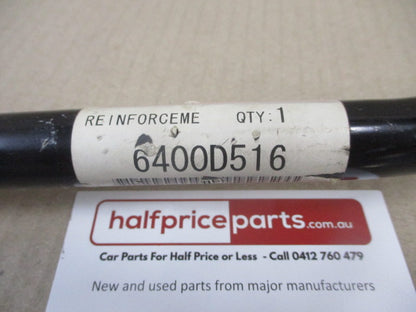 REINFORCEME QTY:1
6400D516
halfpriceparts.com.au
Car Parts For Half Price or Less - Call 0412 760 479
New and used parts from major manufacturers